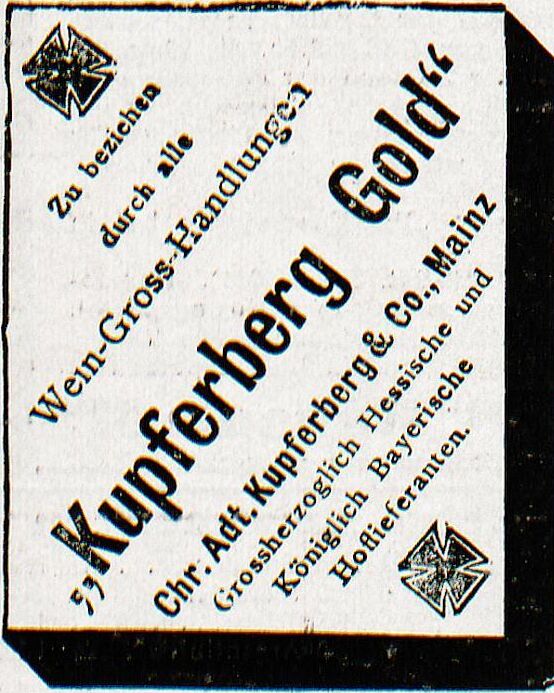 Zu beziehen
durch alle
Wein-Gross-Handlungen
„Kupferberg Gold“
Chr. Adt. Kupferberg & Co., Mainz
Grossherzoglich Hessische und
Königlich Bayerische
Hoflieferanten.